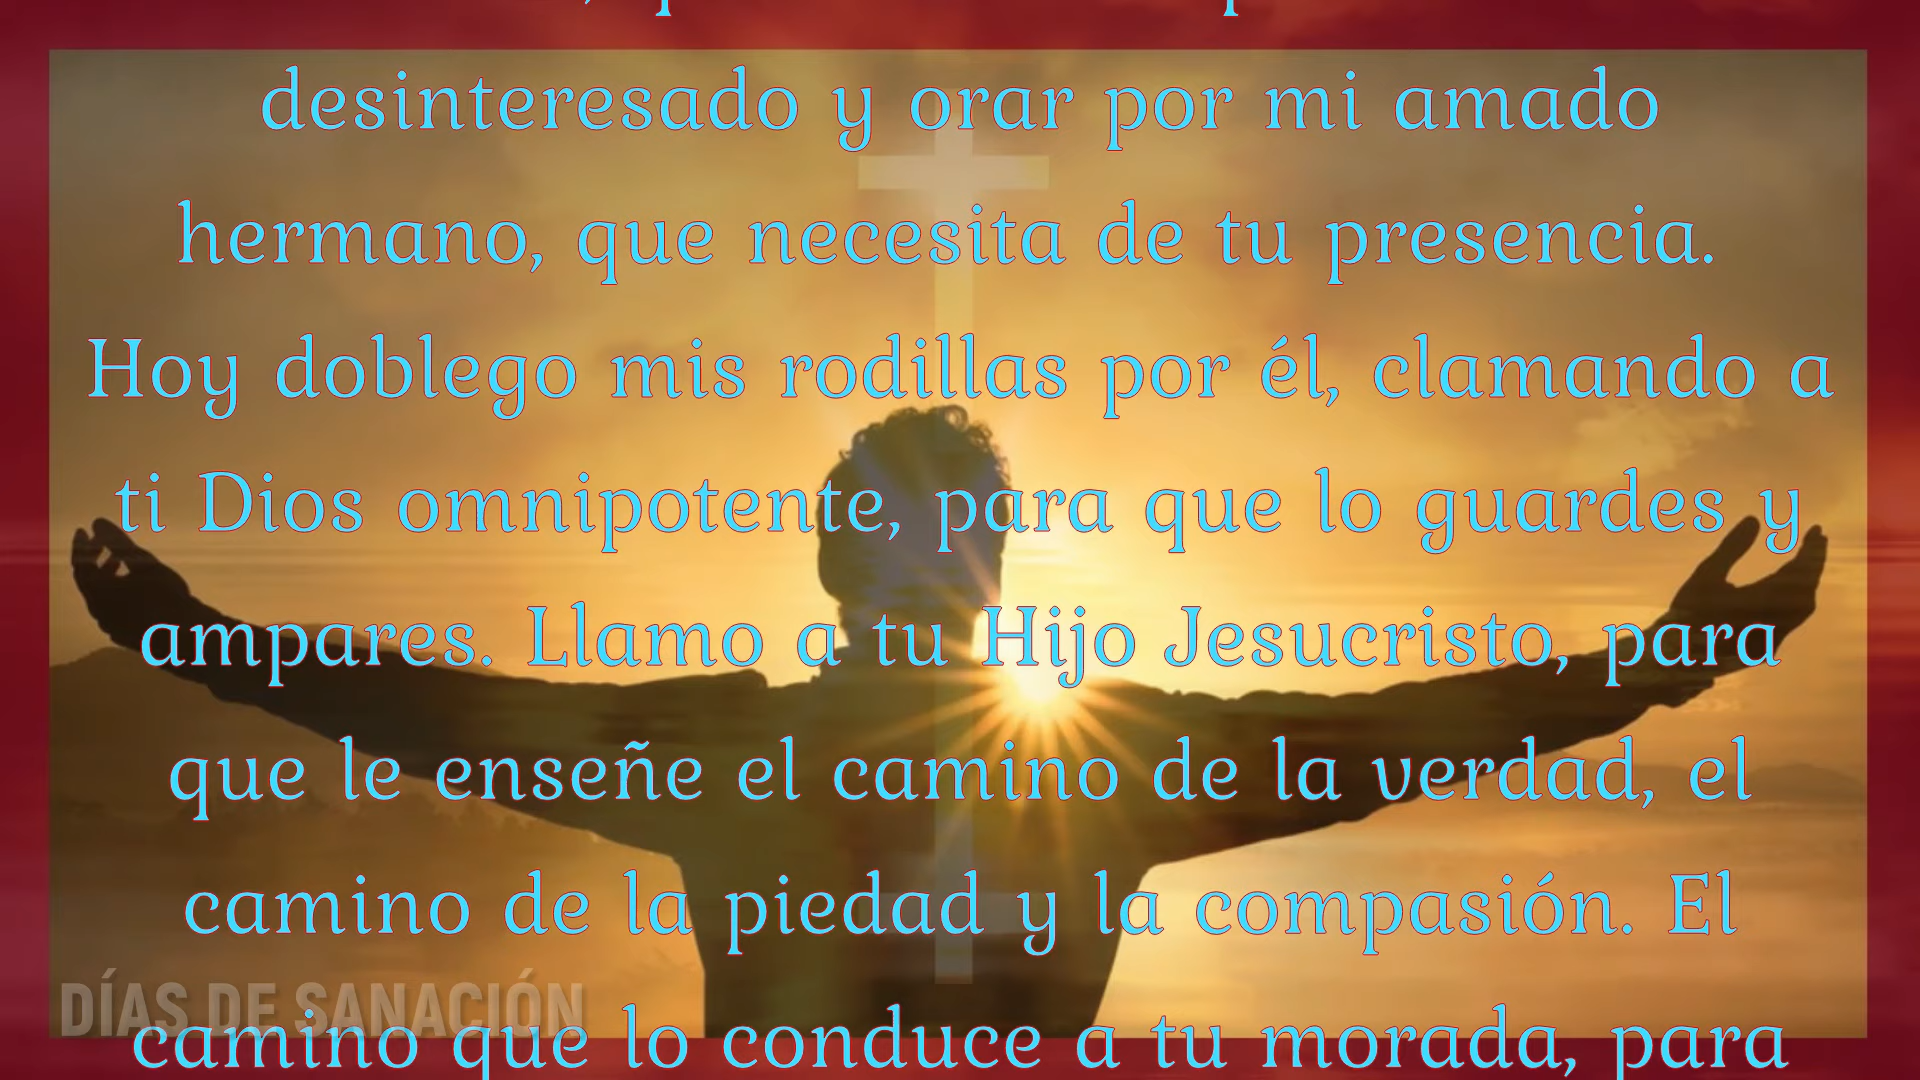 desinteresado y orar por mi amado
hermano, que necesita de tu presencia.
Hoy doblego mis rodillas por él, clamando a
ti Dios omnipotente, para que lo guardes y
ampares. Llamo a tu Hijo Jesucristo, para
que le enseñe el camino de la verdad, el
camino de la piedad y la compasión. El
DÍAS DE SANACIÓN
camino que lo conduce a tu morada, para